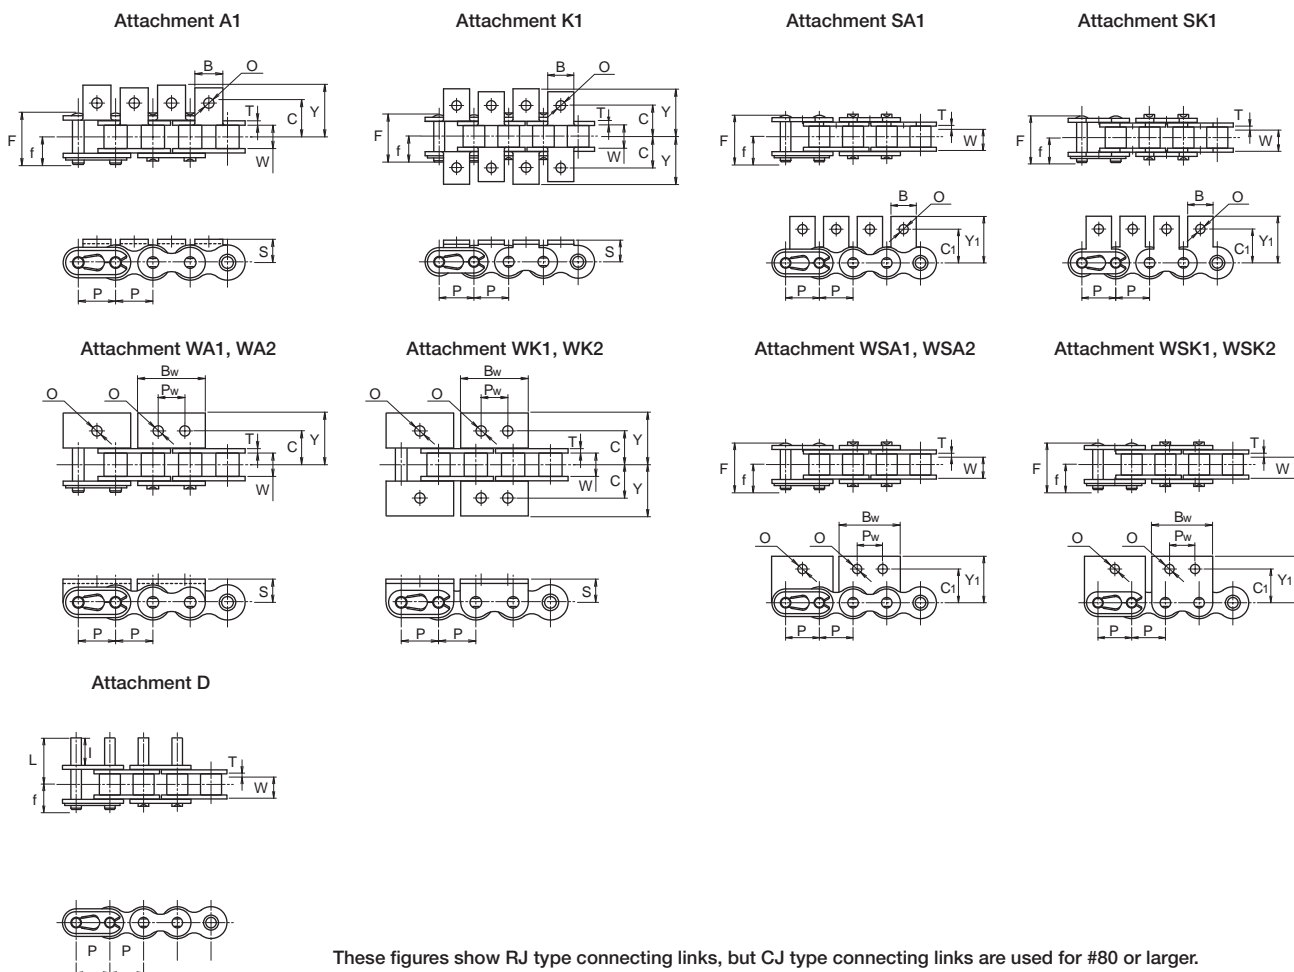 Attachment A1
Attachment K1
Attachment SA1
Attachment SK1
B O
T C Y
F f
W
S
P P
B O
T C Y
F f
W C Y
S
P P
T
F f W
B O
C1 Y1
P P
T
F f W
B O
C1 Y1
P P
Attachment WA1, WA2
Attachment WK1, WK2
Attachment WSA1, WSA2
Attachment WSK1, WSK2
Bw
Pw
O O
T C Y
W
S
P P
Bw
Pw
O O
T C Y
W C Y
S
P P
T
F f W
Bw
O O Pw
C1 Y1
P P
T
F f W
Bw
O O Pw
C1 Y1
P P
Attachment D
L l T
f W
P P
These figures show RJ type connecting links, but CJ type connecting links are used for #80 or larger.